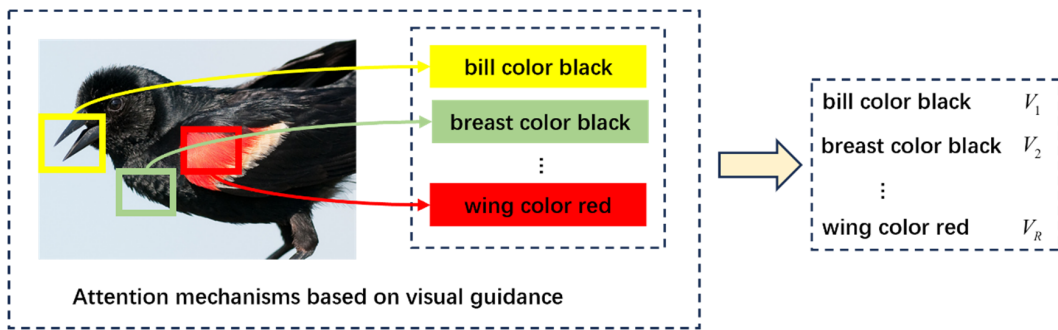 bill color black
breast color black
⋮
wing color red
Attention mechanisms based on visual guidance
bill color black V₁
breast color black V₂
⋮
wing color red V_R